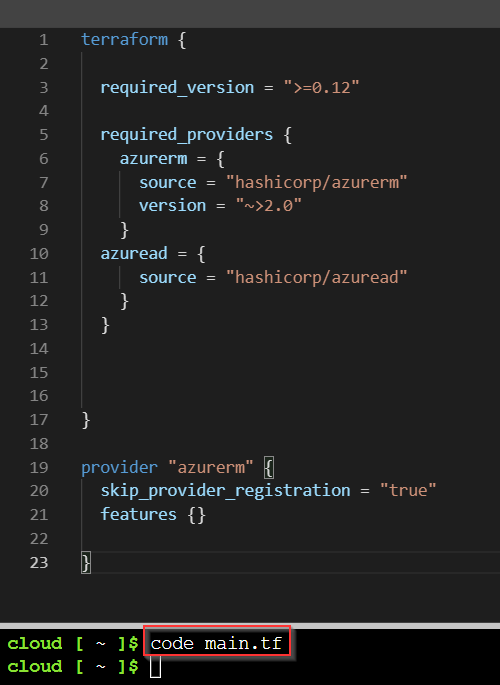 1 terraform {
2
3   required_version = ">=0.12"
4
5   required_providers {
6     azurerm = {
7       source = "hashicorp/azurerm"
8       version = "~>2.0"
9     }
10   azuread = {
11       source = "hashicorp/azuread"
12     }
13   }
14
15
16
17 }
18
19 provider "azurerm" {
20   skip_provider_registration = "true"
21   features {}
22
23 }
cloud [ ~ ]$ code main.tf
cloud [ ~ ]$